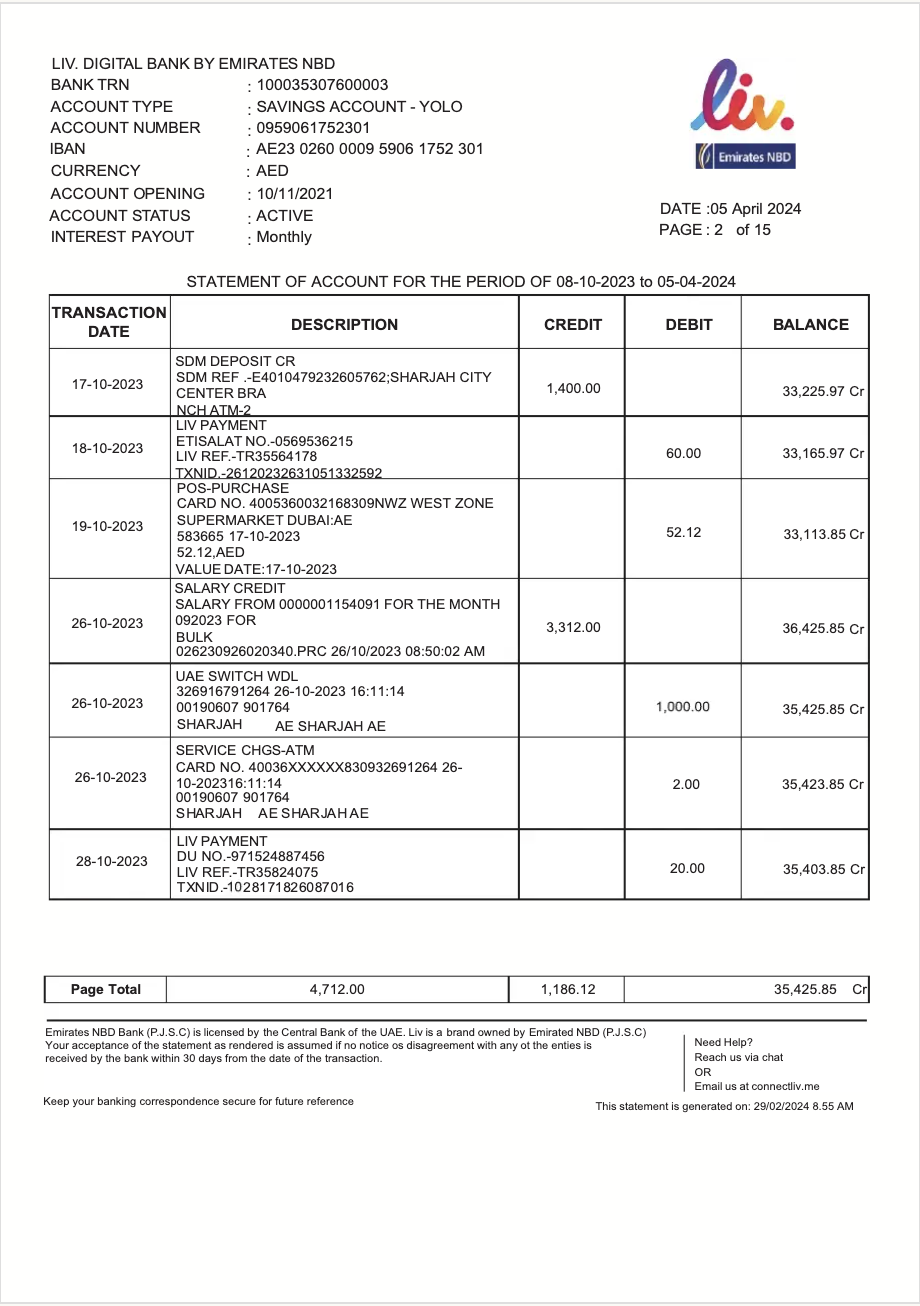 LIV. DIGITAL BANK BY EMIRATES NBD
BANK TRN : 100035307600003
ACCOUNT TYPE : SAVINGS ACCOUNT - YOLO
ACCOUNT NUMBER : 0959061752301
IBAN : AE23 0260 0009 5906 1752 301
CURRENCY : AED
ACCOUNT OPENING : 10/11/2021
ACCOUNT STATUS : ACTIVE
INTEREST PAYOUT : Monthly
liv.
Emirates NBD
DATE :05 April 2024
PAGE : 2 of 15
STATEMENT OF ACCOUNT FOR THE PERIOD OF 08-10-2023 to 05-04-2024
TRANSACTION DATE DESCRIPTION CREDIT DEBIT BALANCE
SDM DEPOSIT CR
SDM REF .-E4010479232605762;SHARJAH CITY
17-10-2023 CENTER BRA 1,400.00 33,225.97 Cr
NCH ATM-2
LIV PAYMENT
ETISALAT NO.-0569536215
18-10-2023 LIV REF.-TR35564178 60.00 33,165.97 Cr
TXNID.-26120232631051332592
POS-PURCHASE
CARD NO. 4005360032168309NWZ WEST ZONE
SUPERMARKET DUBAI:AE
19-10-2023 583665 17-10-2023 52.12 33,113.85 Cr
52.12,AED
VALUE DATE:17-10-2023
SALARY CREDIT
SALARY FROM 0000001154091 FOR THE MONTH
26-10-2023 092023 FOR 3,312.00 36,425.85 Cr
BULK
026230926020340.PRC 26/10/2023 08:50:02 AM
UAE SWITCH WDL
326916791264 26-10-2023 16:11:14
26-10-2023 00190607 901764 1,000.00 35,425.85 Cr
SHARJAH AE SHARJAH AE
SERVICE CHGS-ATM
CARD NO. 40036XXXXXX830932691264 26-
26-10-2023 10-202316:11:14 2.00 35,423.85 Cr
00190607 901764
SHARJAH AE SHARJAH AE
LIV PAYMENT
DU NO.-971524887456
28-10-2023 LIV REF.-TR35824075 20.00 35,403.85 Cr
TXNID.-1028171826087016
Page Total 4,712.00 1,186.12 35,425.85 Cr
Emirates NBD Bank (P.J.S.C) is licensed by the Central Bank of the UAE. Liv is a brand owned by Emirated NBD (P.J.S.C)
Your acceptance of the statement as rendered is assumed if no notice os disagreement with any ot the enties is
received by the bank within 30 days from the date of the transaction.
Need Help?
Reach us via chat
OR
Email us at connectliv.me
Keep your banking correspondence secure for future reference
This statement is generated on: 29/02/2024 8.55 AM